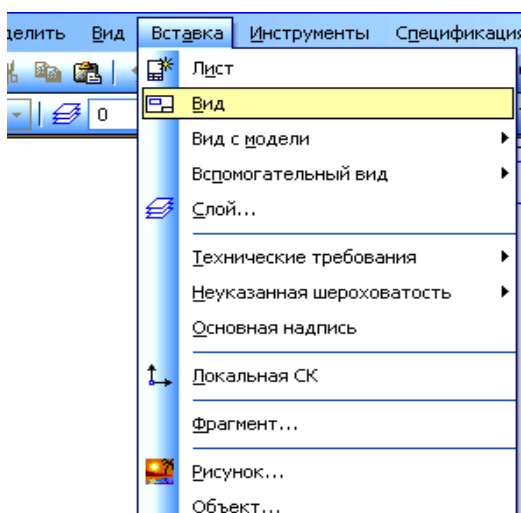 делить Вид Вставка Инструменты Спецификация
0
Лист
Вид
Вид с модели
Вспомогательный вид
Слой...
Технические требования
Неуказанная шероховатость
Основная надпись
Локальная СК
Фрагмент...
Рисунок...
Объект...